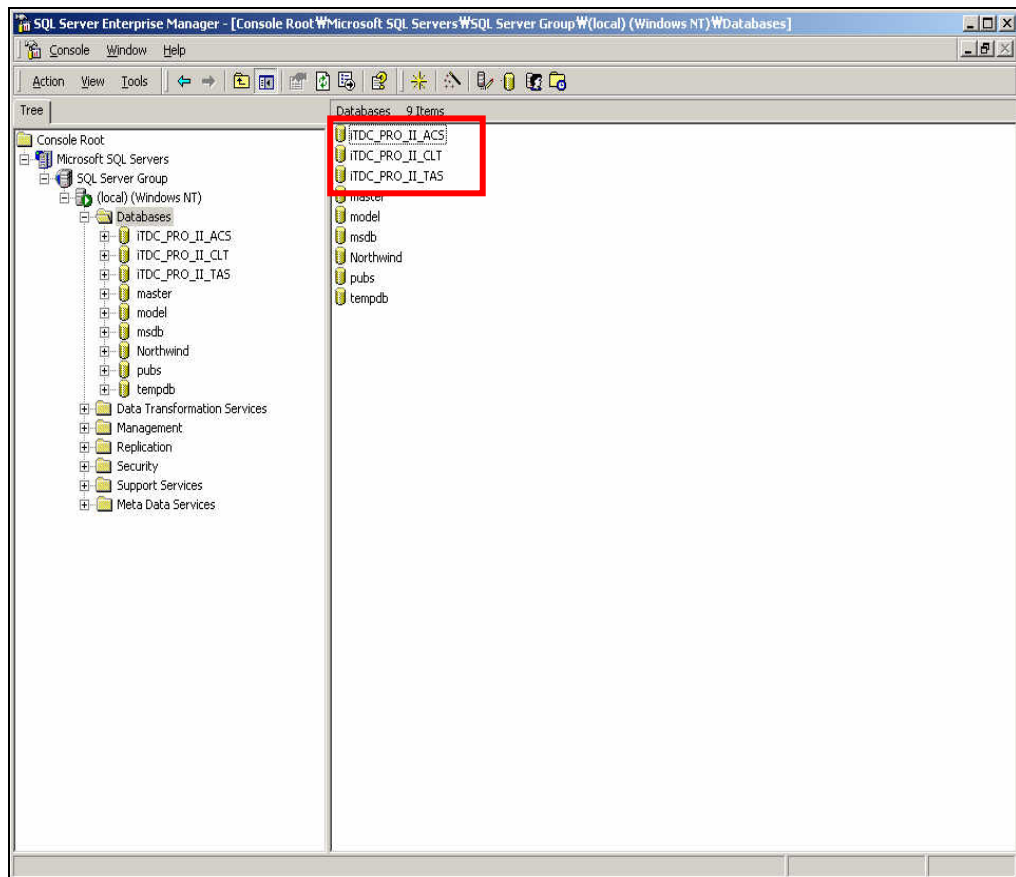 SQL Server Enterprise Manager - [Console Root₩Microsoft SQL Servers₩SQL Server Group₩(local) (Windows NT)₩Databases]
Console Window Help
Action View Tools
Tree
Databases 9 Items
Console Root
Microsoft SQL Servers
SQL Server Group
(local) (Windows NT)
Databases
iTDC_PRO_II_ACS
iTDC_PRO_II_CLT
iTDC_PRO_II_TAS
master
model
msdb
Northwind
pubs
tempdb
Data Transformation Services
Management
Replication
Security
Support Services
Meta Data Services
iTDC_PRO_II_ACS
iTDC_PRO_II_CLT
iTDC_PRO_II_TAS
master
model
msdb
Northwind
pubs
tempdb